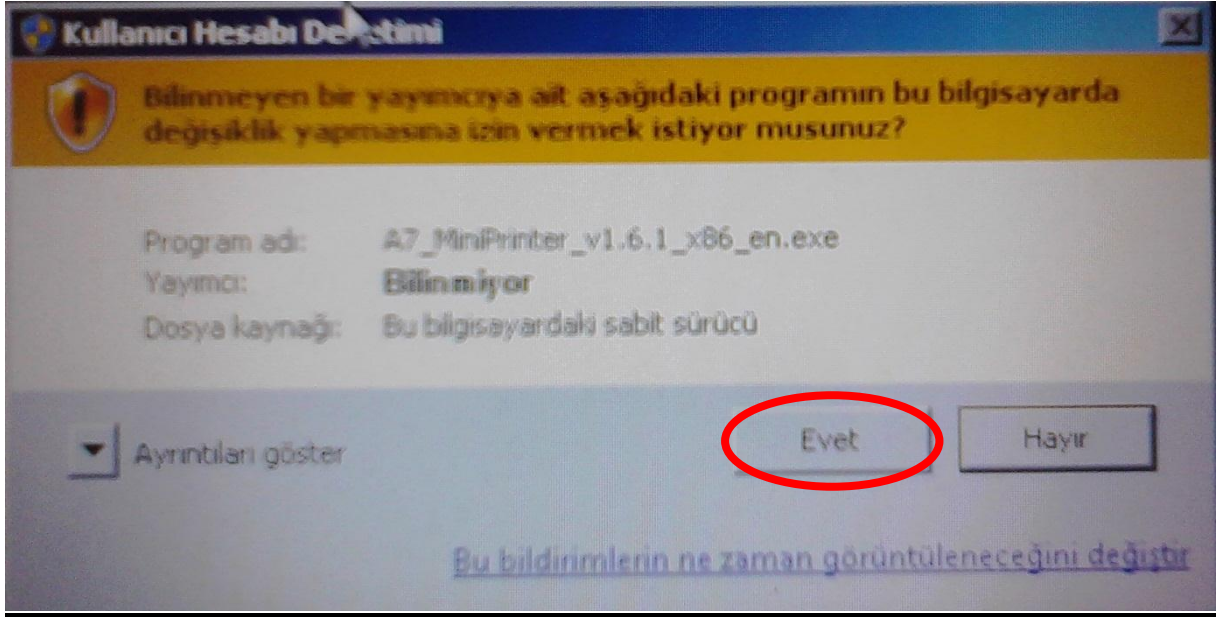 Kullanıcı Hesabı Denetimi
Bilinmeyen bir yayımcıya ait aşağıdaki programın bu bilgisayarda
değişiklik yapmasına izin vermek istiyor musunuz?
Program adı: A7_MiniPrinter_v1.6.1_x86_en.exe
Yayımcı: Bilinmiyor
Dosya kaynağı: Bu bilgisayardaki sabit sürücü
Ayrıntıları göster
Evet Hayır
Bu bildirimlerin ne zaman görüntüleneceğini değiştir